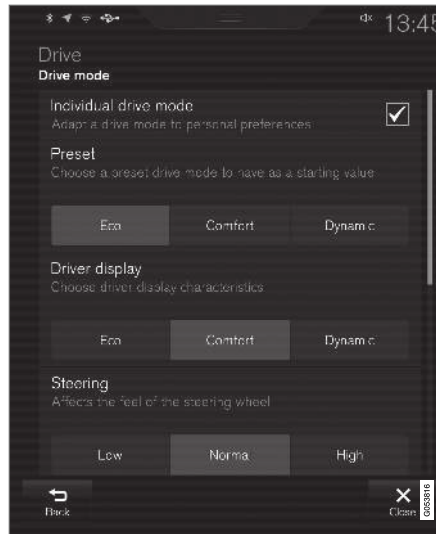 13:45
Drive
Drive mode
Individual drive mode
Adapt a drive mode to personal preferences
Preset
Choose a preset drive mode to have as a starting value
Eco Comfort Dynamic
Driver display
Choose driver display characteristics
Eco Comfort Dynamic
Steering
Affects the feel of the steering wheel
Low Normal High
Back Close
G053816